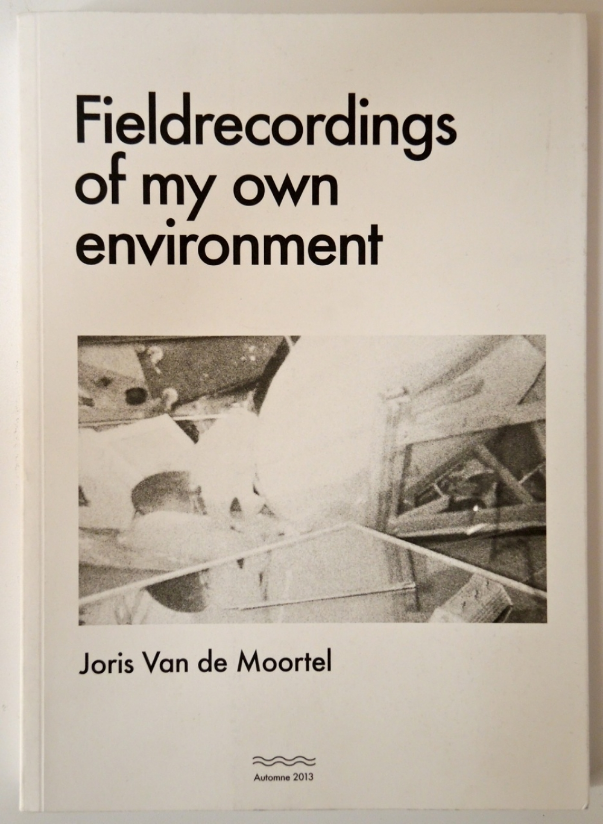 Fieldrecordings
of my own
environment
Joris Van de Moortel
Automne 2013